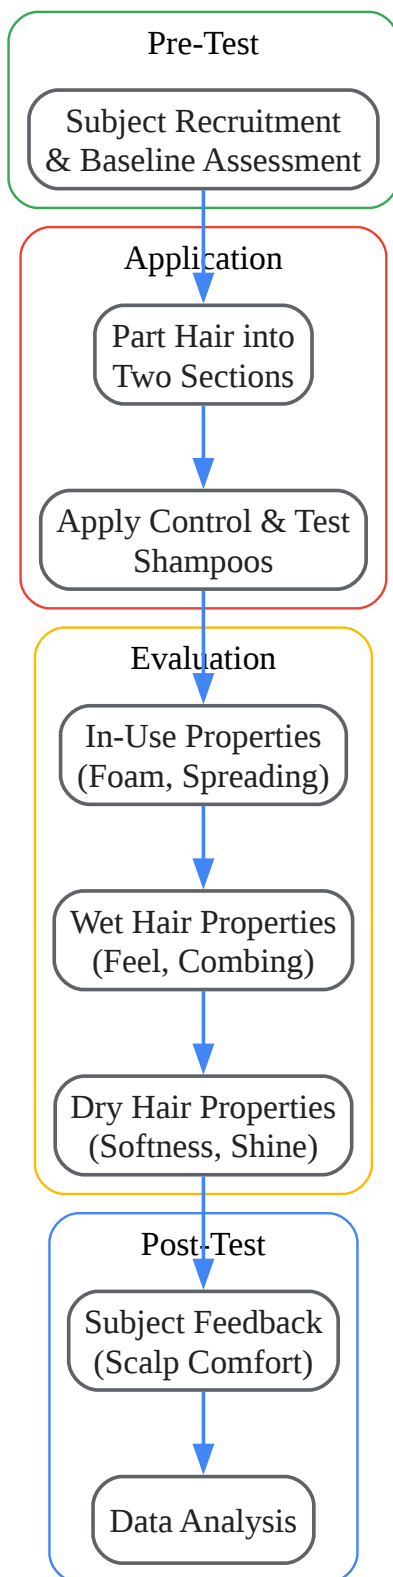 Pre-Test
Subject Recruitment
& Baseline Assessment
Application
Part Hair into
Two Sections
Apply Control & Test
Shampoos
Evaluation
In-Use Properties
(Foam, Spreading)
Wet Hair Properties
(Feel, Combing)
Dry Hair Properties
(Softness, Shine)
Post-Test
Subject Feedback
(Scalp Comfort)
Data Analysis